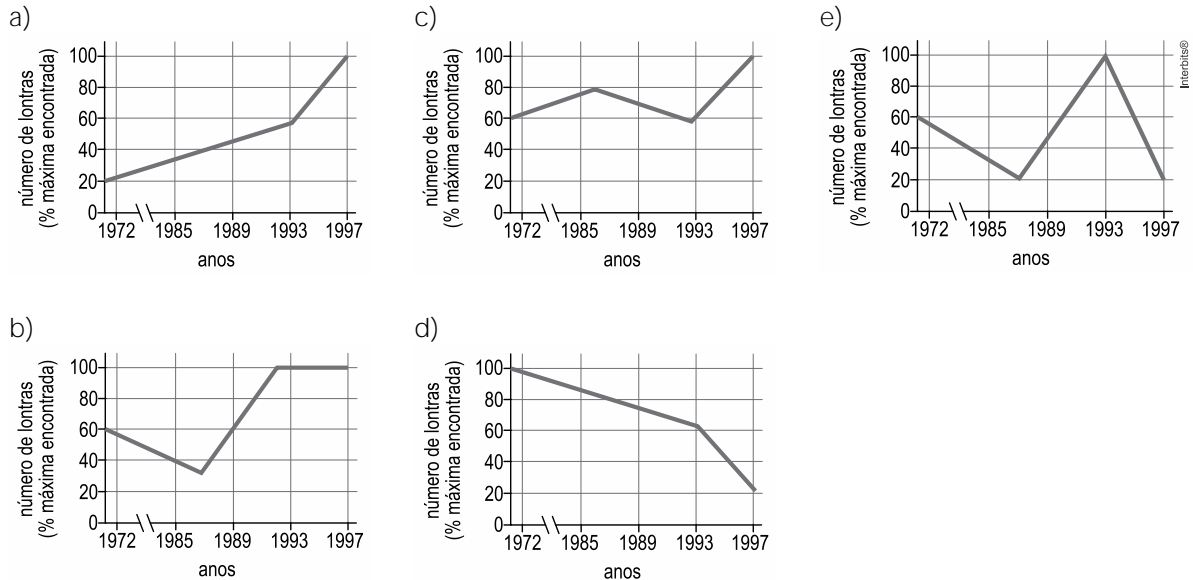 a)
número de lontras
(% máxima encontrada)
100
80
60
40
20
0
1972 1985 1989 1993 1997
anos
c)
número de lontras
(% máxima encontrada)
100
80
60
40
20
0
1972 1985 1989 1993 1997
anos
e)
número de lontras
(% máxima encontrada)
100
80
60
40
20
0
1972 1985 1989 1993 1997
anos
Interbits®
b)
número de lontras
(% máxima encontrada)
100
80
60
40
20
0
1972 1985 1989 1993 1997
anos
d)
número de lontras
(% máxima encontrada)
100
80
60
40
20
0
1972 1985 1989 1993 1997
anos